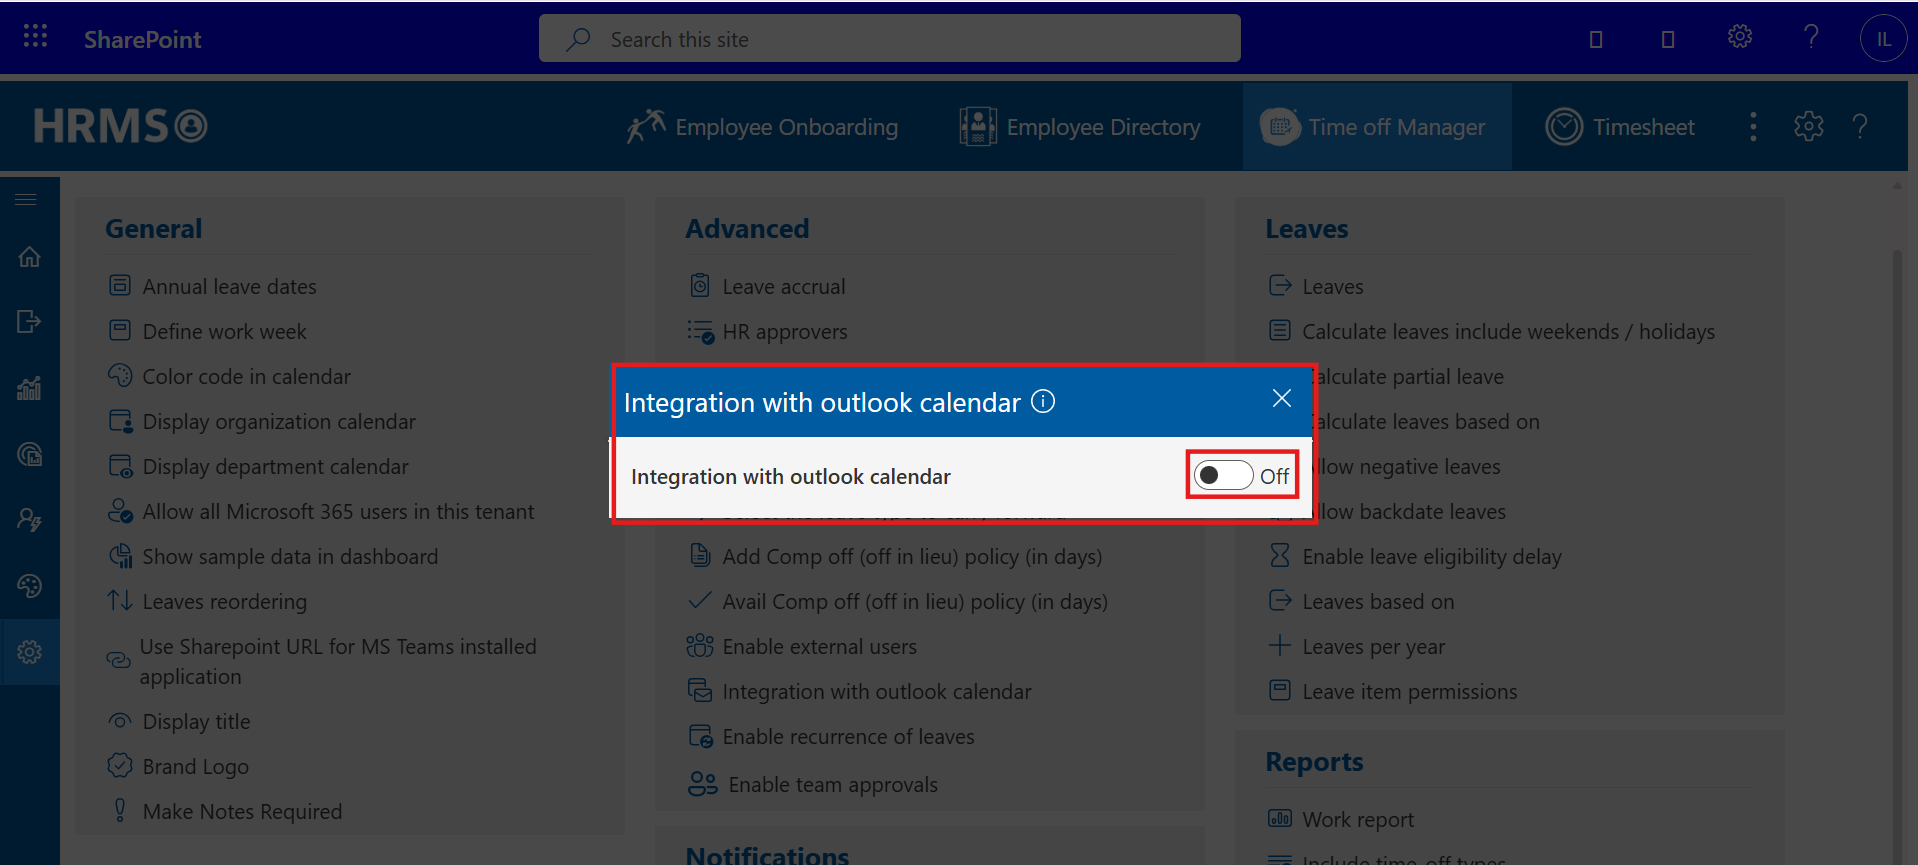 SharePoint
Search this site
IL
HRMS
Employee Onboarding
Employee Directory
Time off Manager
Timesheet
General
Annual leave dates
Define work week
Color code in calendar
Display organization calendar
Display department calendar
Allow all Microsoft 365 users in this tenant
Show sample data in dashboard
Leaves reordering
Use Sharepoint URL for MS Teams installed
application
Display title
Brand Logo
Make Notes Required
Advanced
Leave accrual
HR approvers
Integration with outlook calendar
Integration with outlook calendar
Off
Add Comp off (off in lieu) policy (in days)
Avail Comp off (off in lieu) policy (in days)
Enable external users
Integration with outlook calendar
Enable recurrence of leaves
Enable team approvals
Notifications
Leaves
Leaves
Calculate leaves include weekends / holidays
alculate partial leave
alculate leaves based on
llow negative leaves
llow backdate leaves
Enable leave eligibility delay
Leaves based on
Leaves per year
Leave item permissions
Reports
Work report
Include time-off types